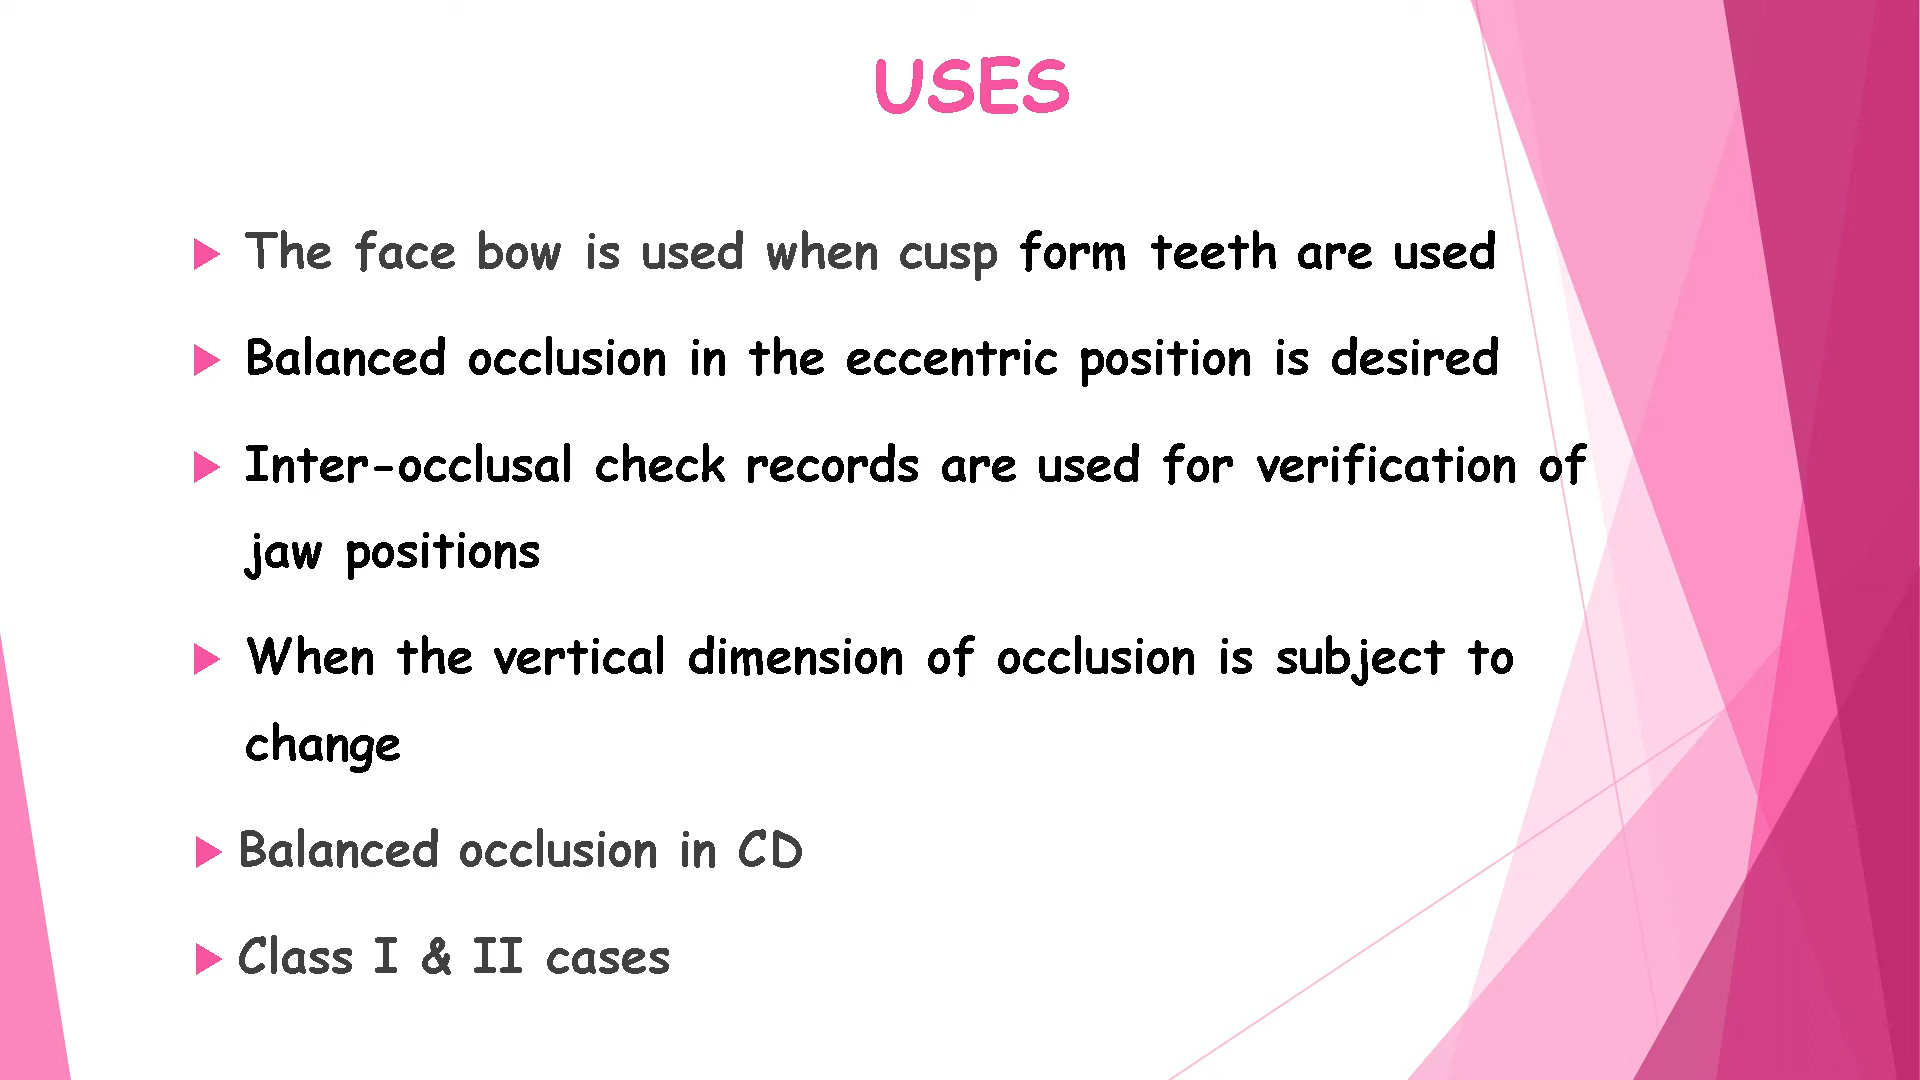 USES
The face bow is used when cusp form teeth are used
Balanced occlusion in the eccentric position is desired
Inter-occlusal check records are used for verification of
jaw positions
When the vertical dimension of occlusion is subject to
change
Balanced occlusion in CD
Class I & II cases